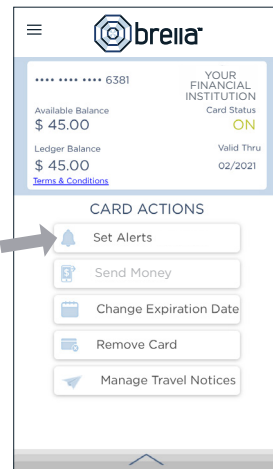 brella
•••• •••• •••• 6381
YOUR
FINANCIAL
INSTITUTION
Available Balance
Card Status
$ 45.00
ON
Ledger Balance
Valid Thru
$ 45.00
02/2021
Terms & Conditions
CARD ACTIONS
Set Alerts
Send Money
Change Expiration Date
Remove Card
Manage Travel Notices